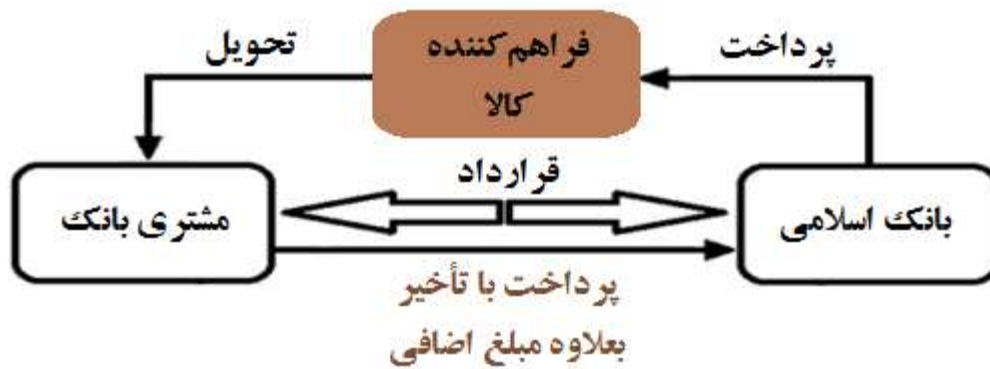 پرداخت
فراهم‌کننده
کالا
تحویل
قرارداد
بانک اسلامی
مشتری بانک
پرداخت با تأخیر
بعلاوه مبلغ اضافی